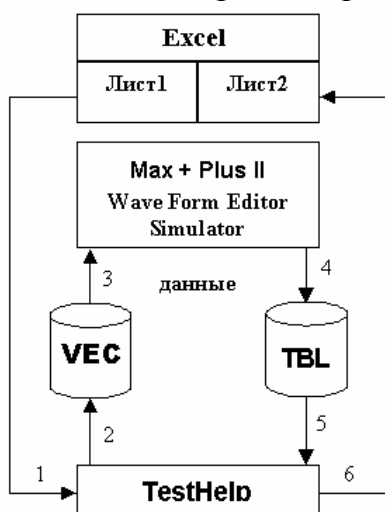 Excel
Лист1 Лист2
Max + Plus II
Wave Form Editor
Simulator
3 данные 4
VEC TBL
2 5
1 6
TestHelp